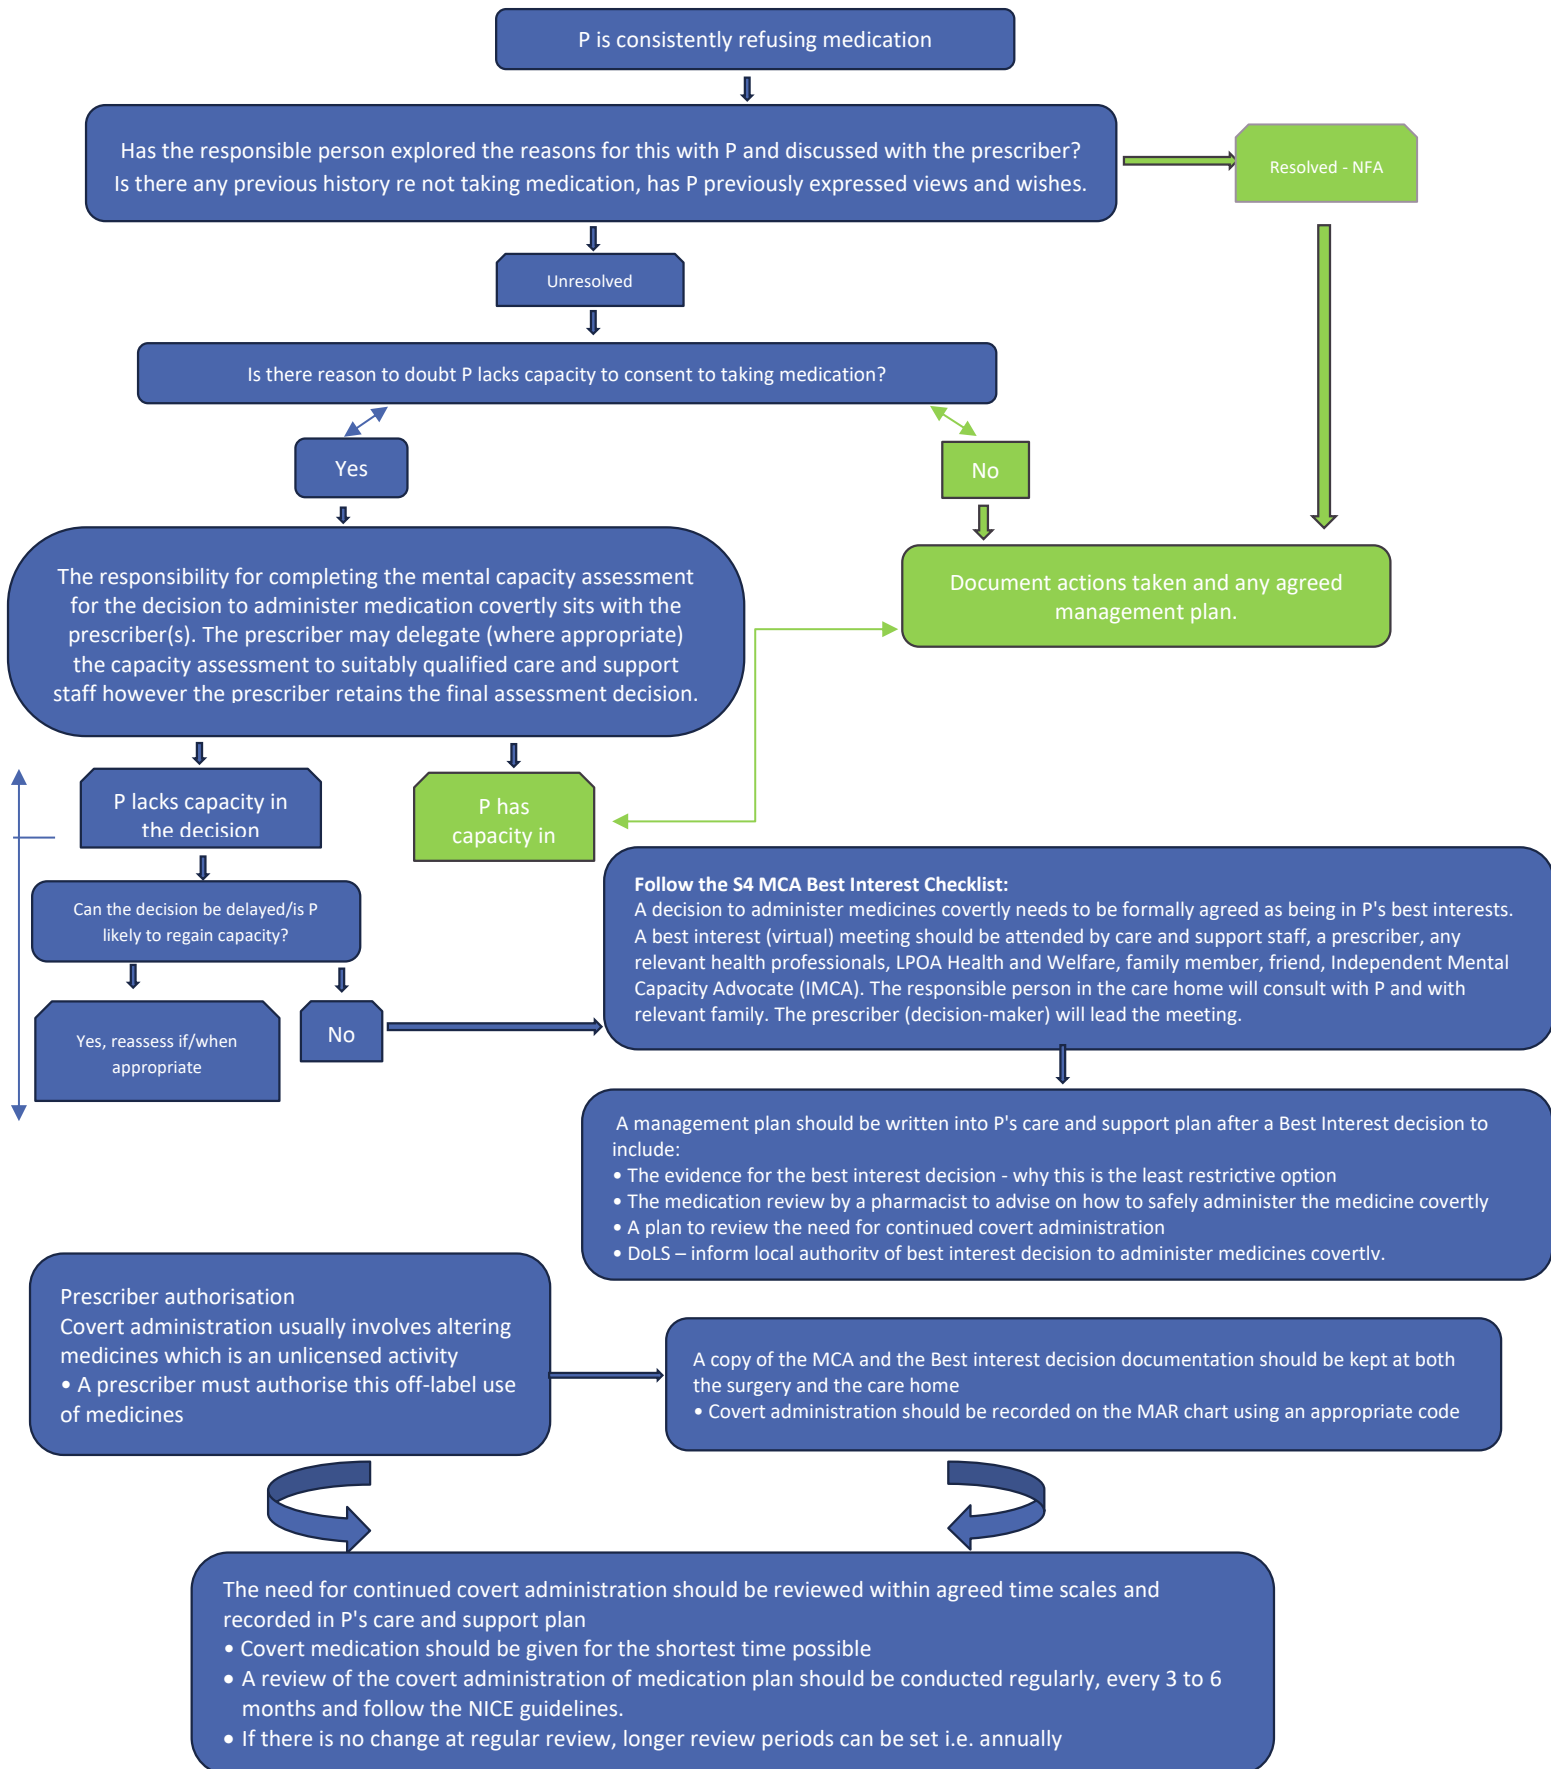 P is consistently refusing medication
Has the responsible person explored the reasons for this with P and discussed with the prescriber?
Is there any previous history re not taking medication, has P previously expressed views and wishes.
Resolved - NFA
Unresolved
Is there reason to doubt P lacks capacity to consent to taking medication?
Yes
No
The responsibility for completing the mental capacity assessment
for the decision to administer medication covertly sits with the
prescriber(s). The prescriber may delegate (where appropriate)
the capacity assessment to suitably qualified care and support
staff however the prescriber retains the final assessment decision.
Document actions taken and any agreed
management plan.
P lacks capacity in
the decision
P has
capacity in
Can the decision be delayed/is P
likely to regain capacity?
Yes, reassess if/when
appropriate
No
Follow the S4 MCA Best Interest Checklist:
A decision to administer medicines covertly needs to be formally agreed as being in P's best interests.
A best interest (virtual) meeting should be attended by care and support staff, a prescriber, any
relevant health professionals, LPOA Health and Welfare, family member, friend, Independent Mental
Capacity Advocate (IMCA). The responsible person in the care home will consult with P and with
relevant family. The prescriber (decision-maker) will lead the meeting.
A management plan should be written into P's care and support plan after a Best Interest decision to
include:
• The evidence for the best interest decision - why this is the least restrictive option
• The medication review by a pharmacist to advise on how to safely administer the medicine covertly
• A plan to review the need for continued covert administration
• DoLS – inform local authority of best interest decision to administer medicines covertly.
Prescriber authorisation
Covert administration usually involves altering
medicines which is an unlicensed activity
• A prescriber must authorise this off-label use
of medicines
A copy of the MCA and the Best interest decision documentation should be kept at both
the surgery and the care home
• Covert administration should be recorded on the MAR chart using an appropriate code
The need for continued covert administration should be reviewed within agreed time scales and
recorded in P's care and support plan
• Covert medication should be given for the shortest time possible
• A review of the covert administration of medication plan should be conducted regularly, every 3 to 6
months and follow the NICE guidelines.
• If there is no change at regular review, longer review periods can be set i.e. annually